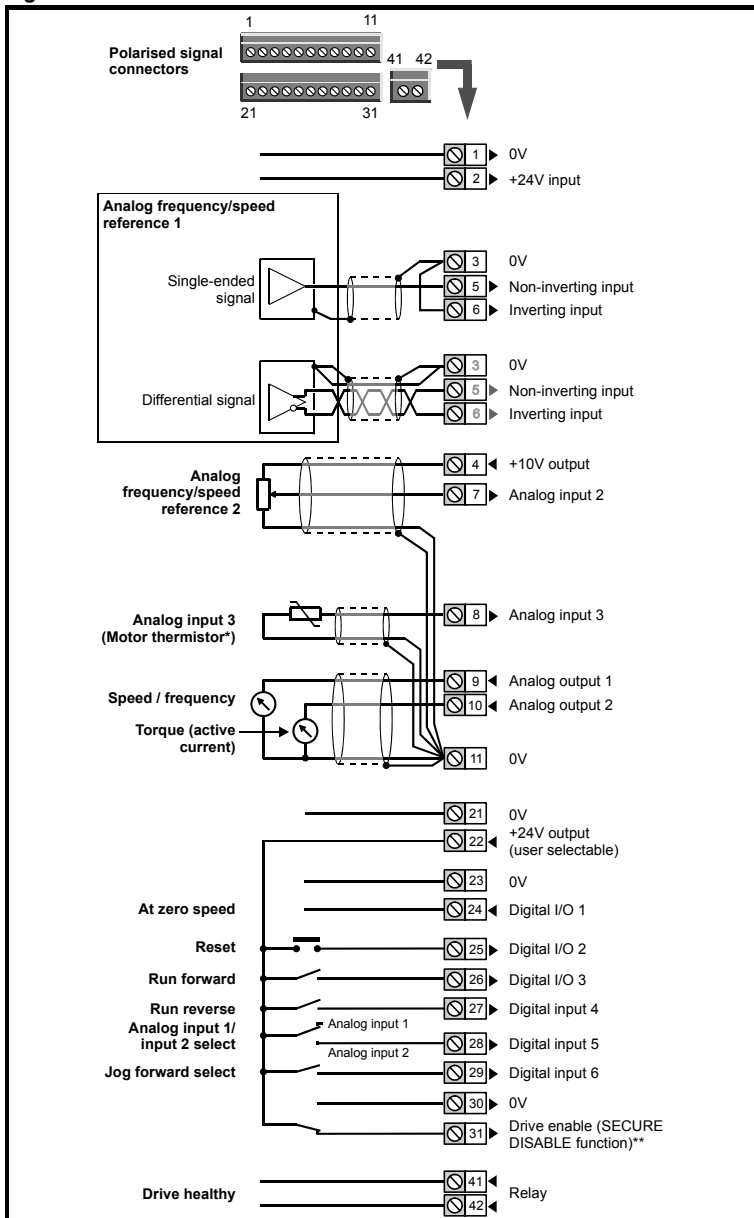 1 11
Polarised signal
connectors
41 42
21 31
1 0V
2 +24V input
Analog frequency/speed
reference 1
Single-ended
signal
3 0V
5 Non-inverting input
6 Inverting input
Differential signal
3 0V
5 Non-inverting input
6 Inverting input
Analog
frequency/speed
reference 2
4 +10V output
7 Analog input 2
Analog input 3
(Motor thermistor*)
8 Analog input 3
Speed / frequency
9 Analog output 1
Torque (active
current)
10 Analog output 2
11 0V
21 0V
22 +24V output
(user selectable)
23 0V
At zero speed 24 Digital I/O 1
Reset 25 Digital I/O 2
Run forward 26 Digital I/O 3
Run reverse 27 Digital input 4
Analog input 1/
input 2 select
Analog input 1
Analog input 2
28 Digital input 5
Jog forward select 29 Digital input 6
30 0V
31 Drive enable (SECURE
DISABLE function)**
Drive healthy
41
42
Relay